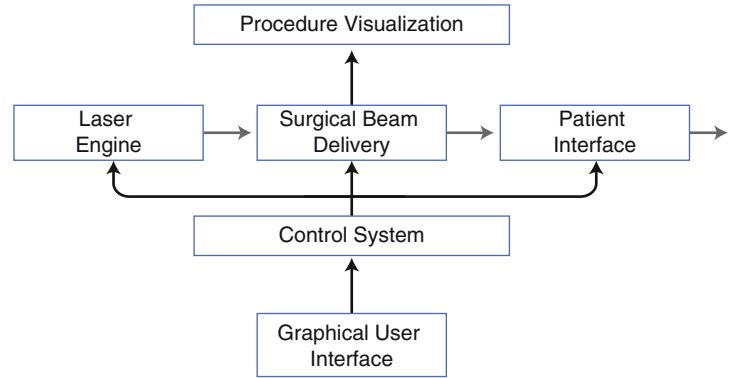 Procedure Visualization
Laser
Engine
Surgical Beam
Delivery
Patient
Interface
Control System
Graphical User
Interface